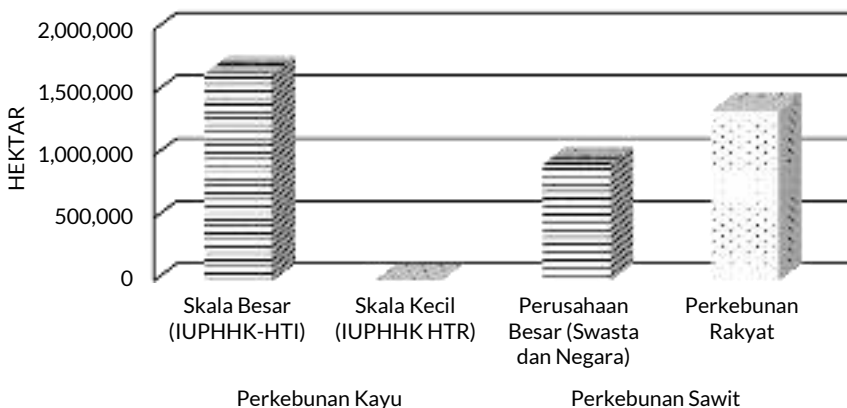 HEKTAR
2,000,000
1,500,000
1,000,000
500,000
0
Skala Besar
(IUPHHK-HTI)
Skala Kecil
(IUPHHK HTR)
Perusahaan
Besar (Swasta
dan Negara)
Perkebunan
Rakyat
Perkebunan Kayu
Perkebunan Sawit